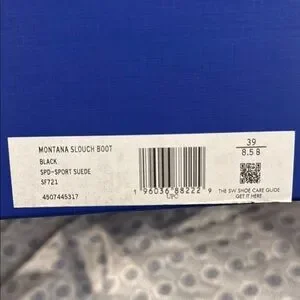 MONTANA SLOUCH BOOT
BLACK
SPD-SPORT SUEDE
SF721
4507445317
1 96036 88222 9
UPC
39
8.5 B
THE SW SHOE CARE GUIDE
GET IT HERE